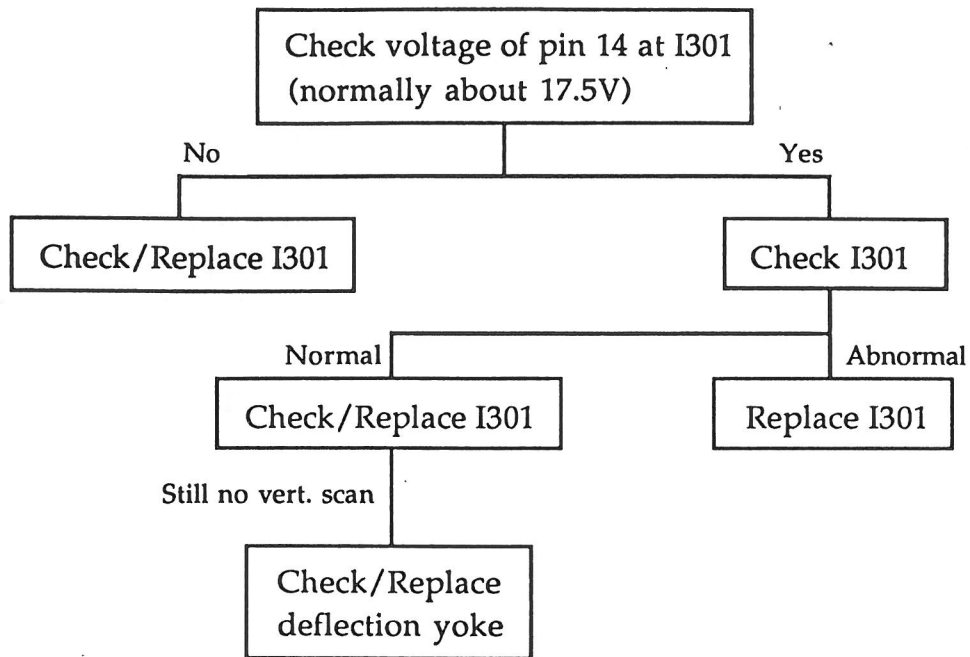 Check voltage of pin 14 at I301
(normally about 17.5V)
No
Yes
Check/Replace I301
Check I301
Normal
Abnormal
Check/Replace I301
Replace I301
Still no vert. scan
Check/Replace
deflection yoke